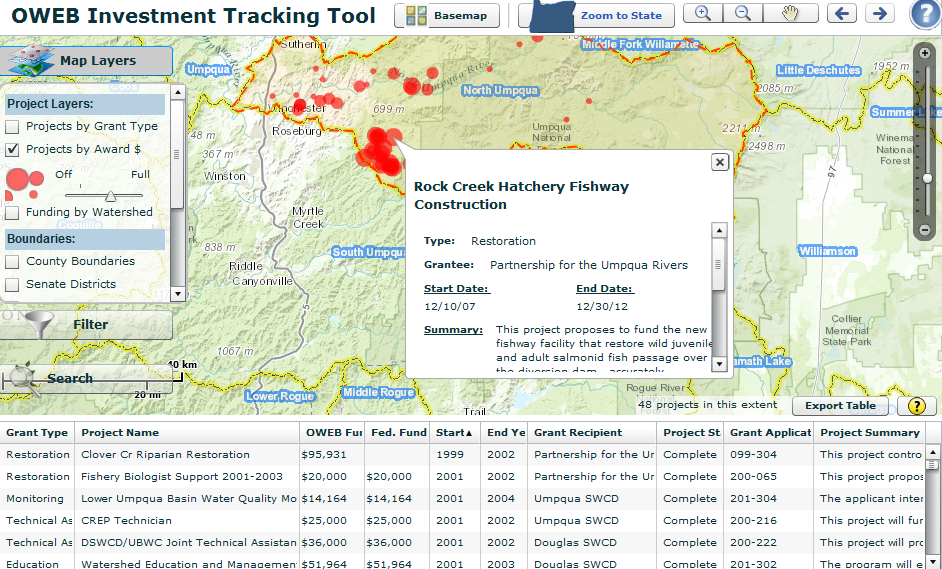 OWEB Investment Tracking Tool
Basemap
Zoom to State
?
Map Layers
Project Layers:
Projects by Grant Type
Projects by Award $
Off Full
Funding by Watershed
Boundaries:
County Boundaries
Senate Districts
Filter
Search
40 km
20 mi
Sutherlin
Umpqua
Middle Fork Willamette
Little Deschutes
1952 m
2085 m
North Umpqua
699 m
Roseburg
48 m
367 m
Winston
Umpqua
National
Forest
2211 m
2498 m
Summer Lake
Winema
National
Forest
97
Myrtle
Creek
838 m
South Umpqua
Riddle
Canyonville
5
Williamson
Collier
Memorial
State Park
1067 m
Lower Rogue
Middle Rogue
Rogue River
Trail
amath Lake
Rock Creek Hatchery Fishway
Construction
Type: Restoration
Grantee: Partnership for the Umpqua Rivers
Start Date: End Date:
12/10/07 12/30/12
Summary: This project proposes to fund the new
fishway facility that restore wild juvenile
and adult salmonid fish passage over
the diversion dam accurately
48 projects in this extent
Export Table
?
Grant Type Project Name OWEB Fu Fed. Fund Start End Ye Grant Recipient Project St Grant Applicat Project Summary
Restoration Clover Cr Riparian Restoration $95,931 1999 2002 Partnership for the Ur Complete 099-304 This project contro
Restoration Fishery Biologist Support 2001-2003 $20,000 $20,000 2001 2002 Partnership for the Ur Complete 200-065 This project propos
Monitoring Lower Umpqua Basin Water Quality Mo $14,164 $14,164 2001 2004 Umpqua SWCD Complete 201-304 The applicant inter
Technical As CREP Technician $25,000 $25,000 2001 2002 Umpqua SWCD Complete 200-216 This project will fur
Technical As DSWCD/UBWC Joint Technical Assistan $36,000 $36,000 2001 2002 Douglas SWCD Complete 200-222 This project will pro
Education Watershed Education and Management $51,964 $51,964 2001 2003 Douglas SWCD Complete 201-302 The program will e